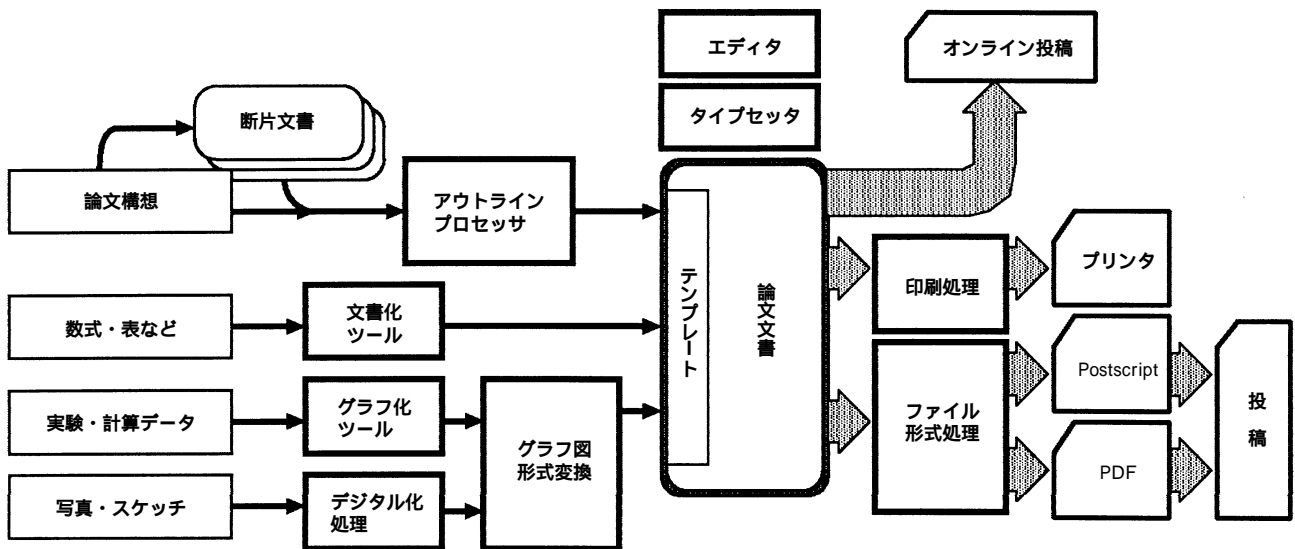 エディタ
オンライン投稿
タイプセッタ
断片文書
論文構想
アウトライン
プロセッサ
テンプレート
論文文書
印刷処理
プリンタ
数式・表など
文書化
ツール
実験・計算データ
グラフ化
ツール
グラフ図
形式変換
ファイル
形式処理
Postscript
投稿
PDF
写真・スケッチ
デジタル化
処理